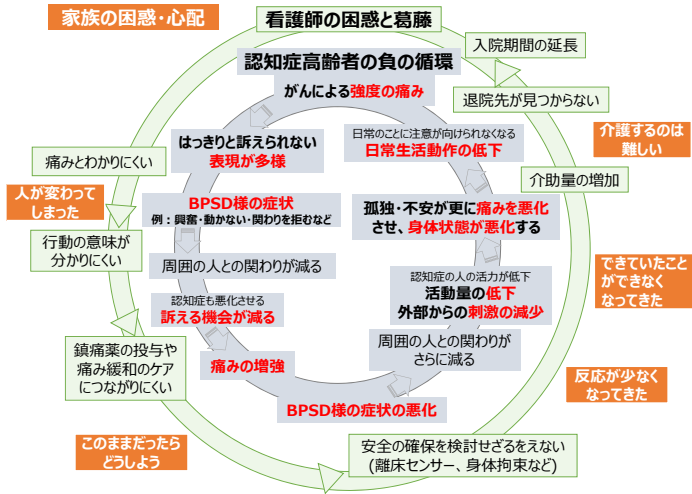 家族の困惑・心配
看護師の困惑と葛藤
認知症高齢者の負の循環
がんによる強度の痛み
はっきりと訴えられない
表現が多様
BPSD様の症状
例：興奮・動かない・関わりを拒むなど
周囲の人との関わりが減る
認知症も悪化させる
訴える機会が減る
痛みの増強
BPSD様の症状の悪化
周囲の人との関わりが
さらに減る
認知症の人の活力が低下
活動量の低下
外部からの刺激の減少
孤独・不安が更に痛みを悪化
させ、身体状態が悪化する
日常のことに注意が向けられなくなる
日常生活動作の低下
痛みとわかりにくい
行動の意味が
分かりにくい
鎮痛薬の投与や
痛み緩和のケア
につながりにくい
安全の確保を検討せざるをえない
(離床センサー、身体拘束など)
介助量の増加
退院先が見つからない
入院期間の延長
人が変わって
しまった
このままだったら
どうしよう
反応が少なく
なってきた
できていたこと
ができなく
なってきた
介護するのは
難しい